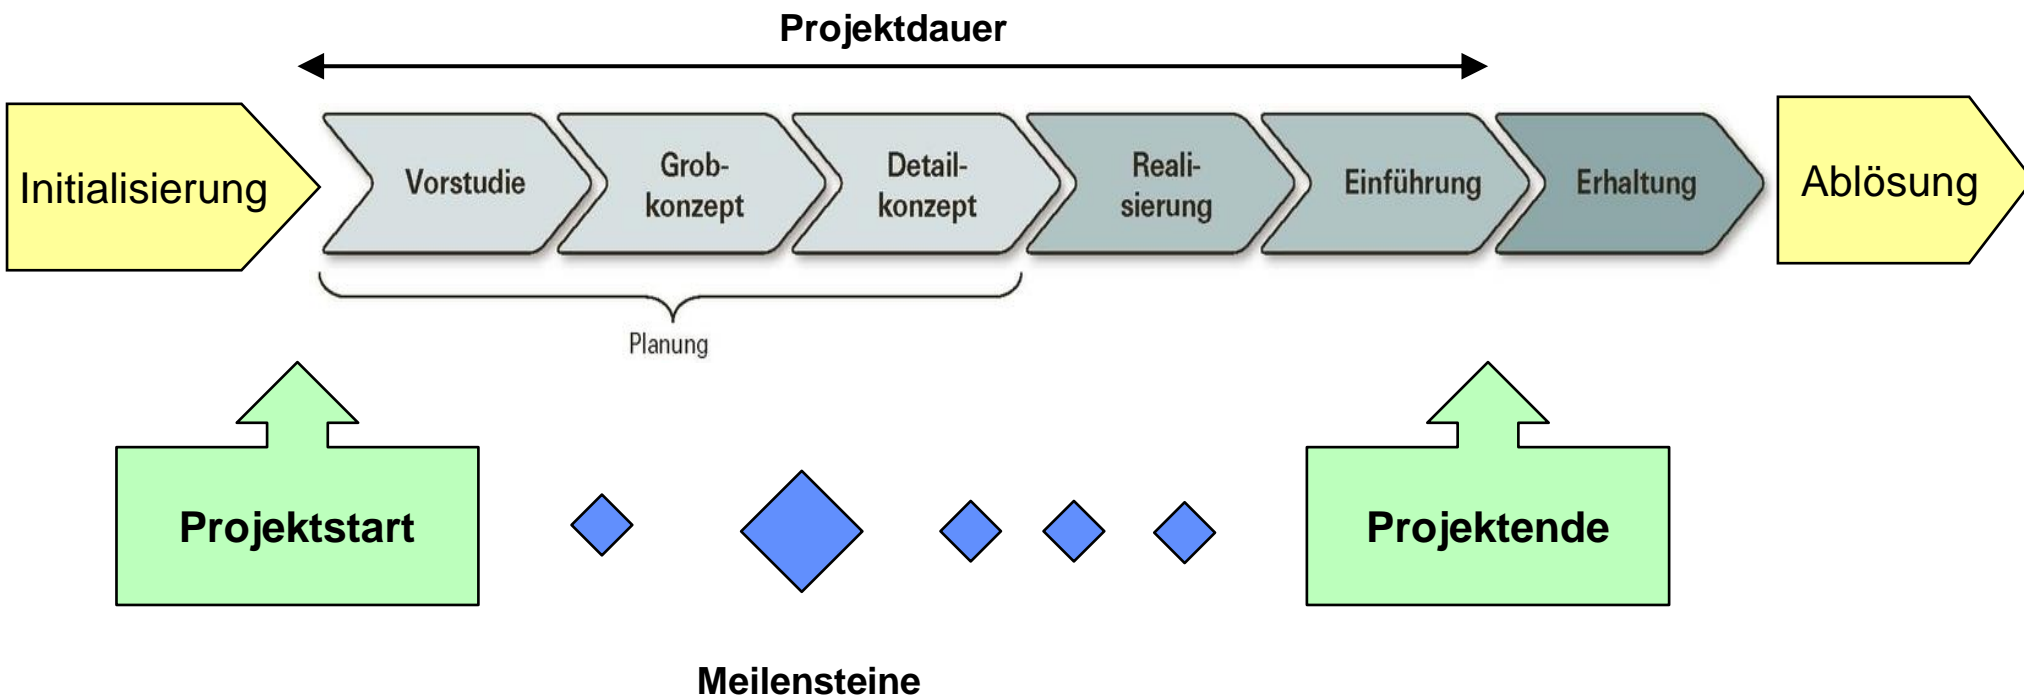 Projektdauer
Initialisierung
Vorstudie
Grob-
konzept
Detail-
konzept
Reali-
sierung
Einführung
Erhaltung
Ablösung
Planung
Projektstart
Projektende
Meilensteine